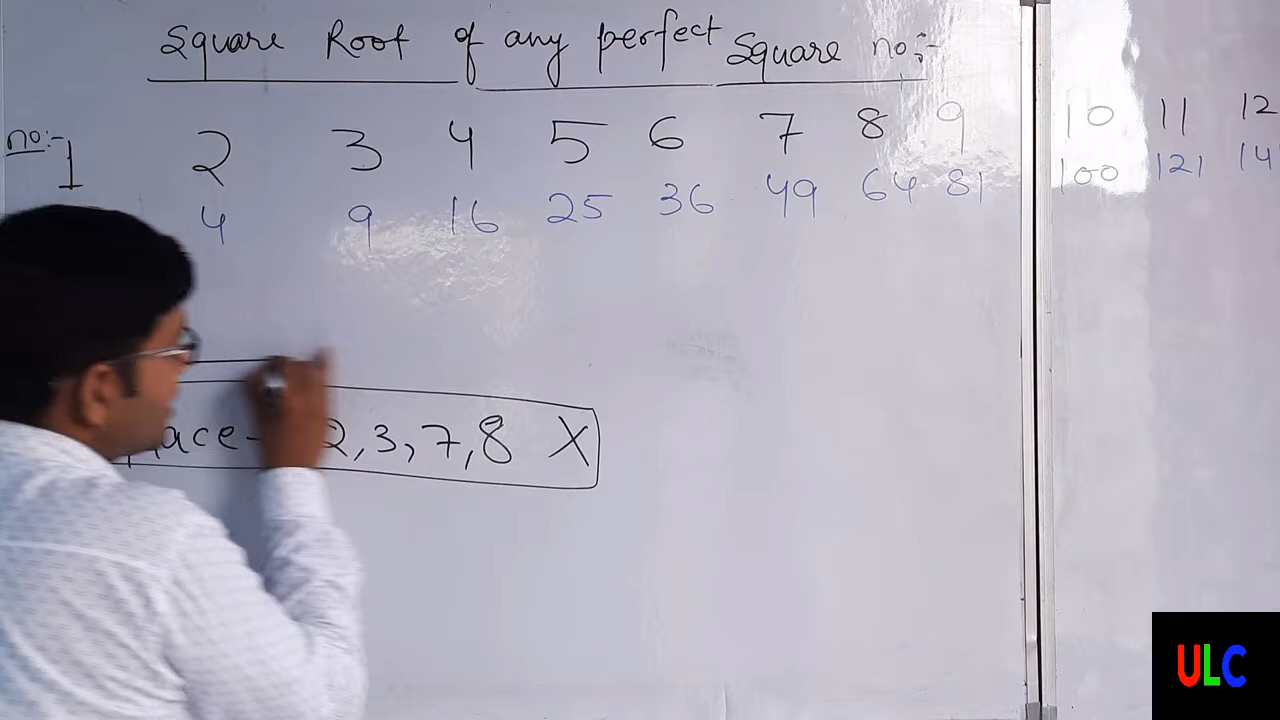 Square Root of any perfect Square no:-
no:- 1 2 3 4 5 6 7 8 9 10 11 12
4 9 16 25 36 49 64 81 100 121 14
2,3,7,8 X
ULC